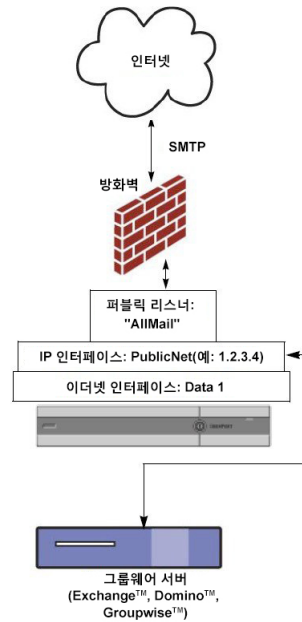 인터넷
SMTP
방화벽
퍼블릭 리스너:
"AllMail"
IP 인터페이스: PublicNet(예: 1.2.3.4)
이더넷 인터페이스: Data 1
그룹웨어 서버
(Exchange™, Domino™,
Groupwise™)